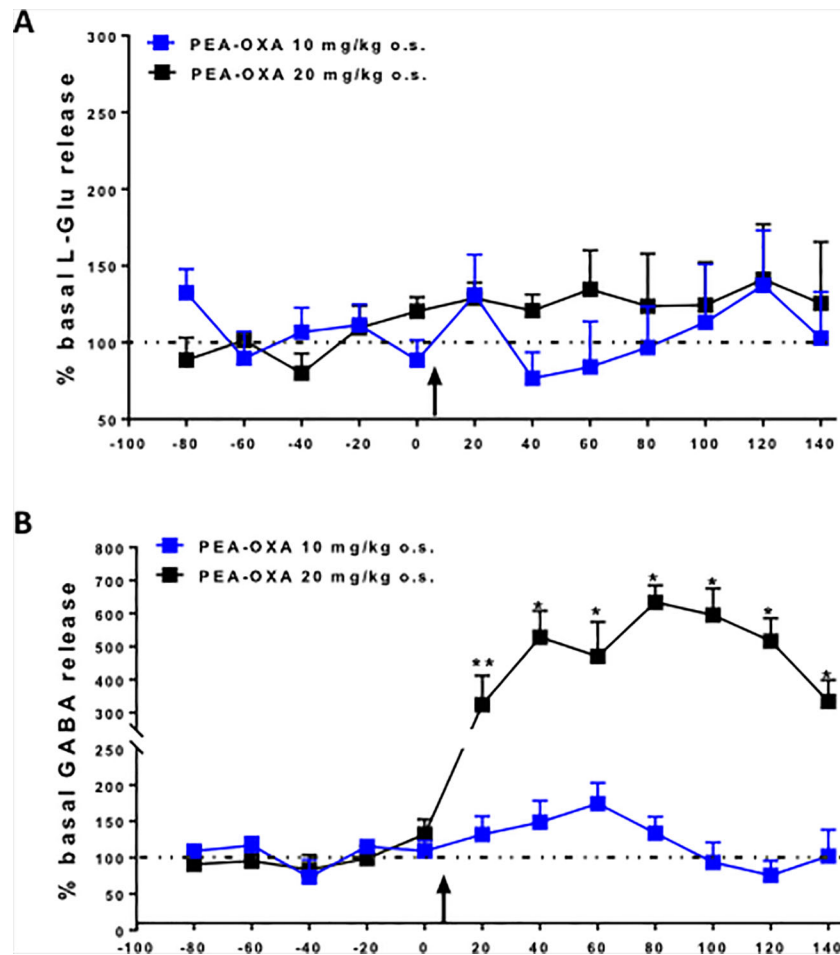 A
PEA-OXA 10 mg/kg o.s.
PEA-OXA 20 mg/kg o.s.
% basal L-Glu release
300
250
200
150
100
50
-100 -80 -60 -40 -20 0 20 40 60 80 100 120 140
B
PEA-OXA 10 mg/kg o.s.
PEA-OXA 20 mg/kg o.s.
% basal GABA release
800
700
600
500
400
300
250
200
150
100
50
0
** * * * * * *
-100 -80 -60 -40 -20 0 20 40 60 80 100 120 140